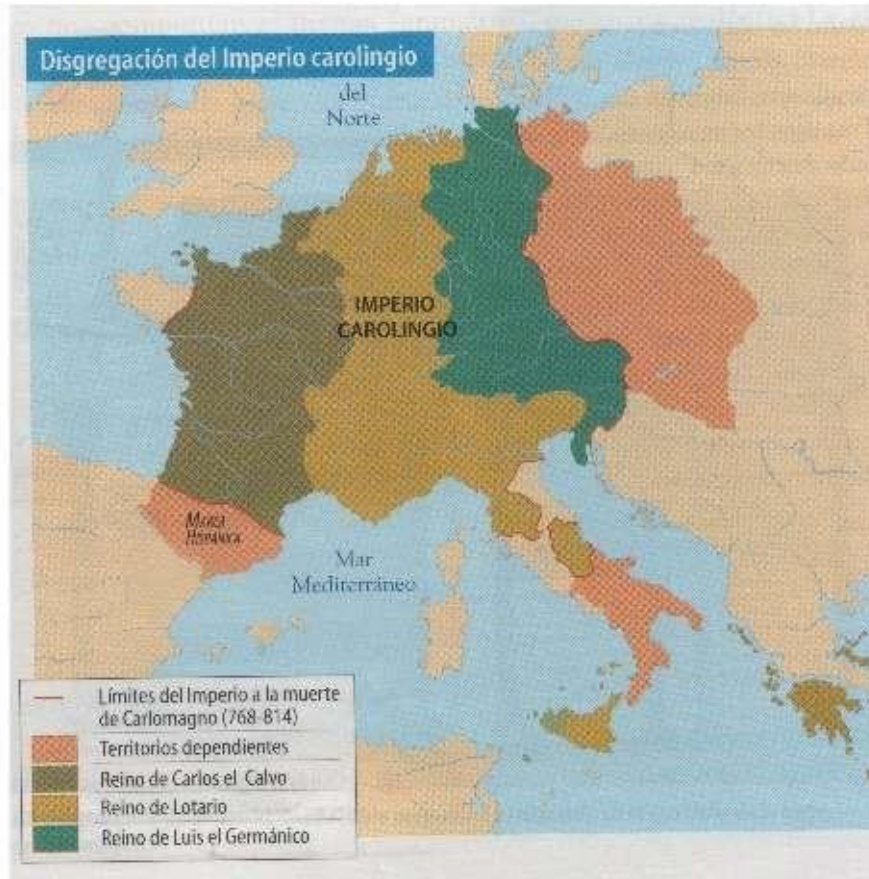 Disgregación del Imperio carolingio
del
Norte
IMPERIO
CAROLINGIO
MARCA
HISPÁNICA
Mar
Mediterráneo
Límites del Imperio a la muerte
de Carlomagno (768-814)
Territorios dependientes
Reino de Carlos el Calvo
Reino de Lotario
Reino de Luis el Germánico